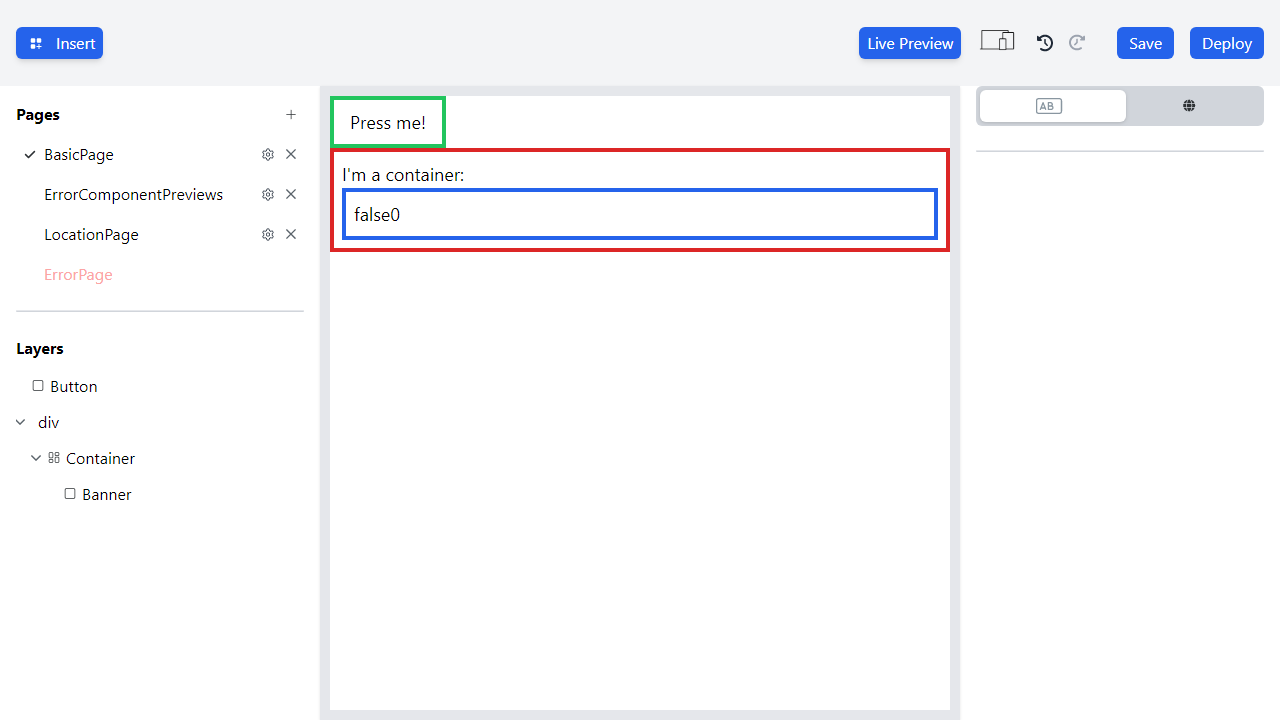 Insert
Live Preview
Save
Deploy
Pages
BasicPage
ErrorComponentPreviews
LocationPage
ErrorPage
Layers
Button
div
Container
Banner
Press me!
I'm a container:
false0
AB